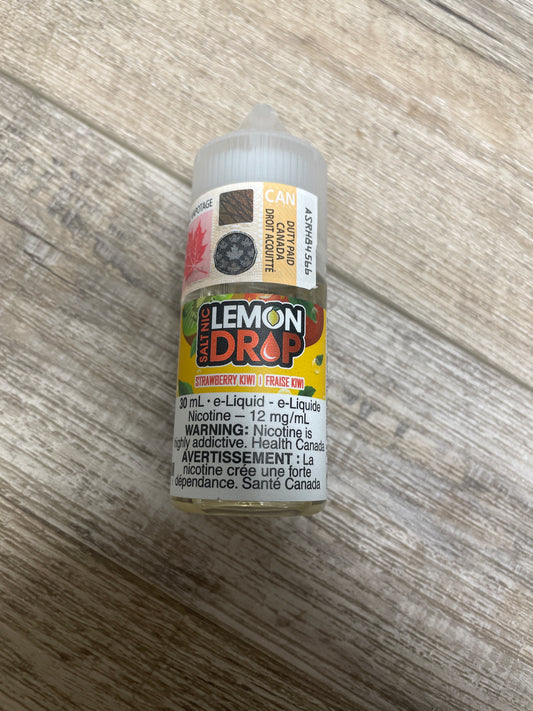 CAN
DUTY PAID
CANADA
DROIT ACQUITTÉ
SALT NIC
LEMON
DROP
STRAWBERRY KIWI | FRAISE KIWI
30 mL • e-Liquid - e-Liquide
Nicotine – 12 mg/mL
WARNING: Nicotine is
highly addictive. Health Canada
AVERTISSEMENT : La
nicotine crée une forte
dépendance. Santé Canada